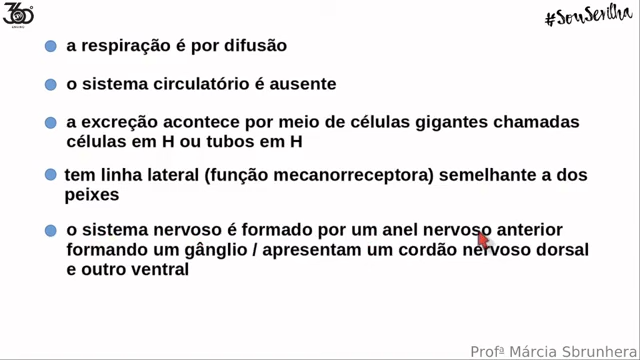 360°
#SouSerilha
a respiração é por difusão
o sistema circulatório é ausente
a excreção acontece por meio de células gigantes chamadas
células em H ou tubos em H
tem linha lateral (função mecanorreceptora) semelhante a dos
peixes
o sistema nervoso é formado por um anel nervoso anterior
formando um gânglio / apresentam um cordão nervoso dorsal
e outro ventral
Profª Márcia Sbrunhera